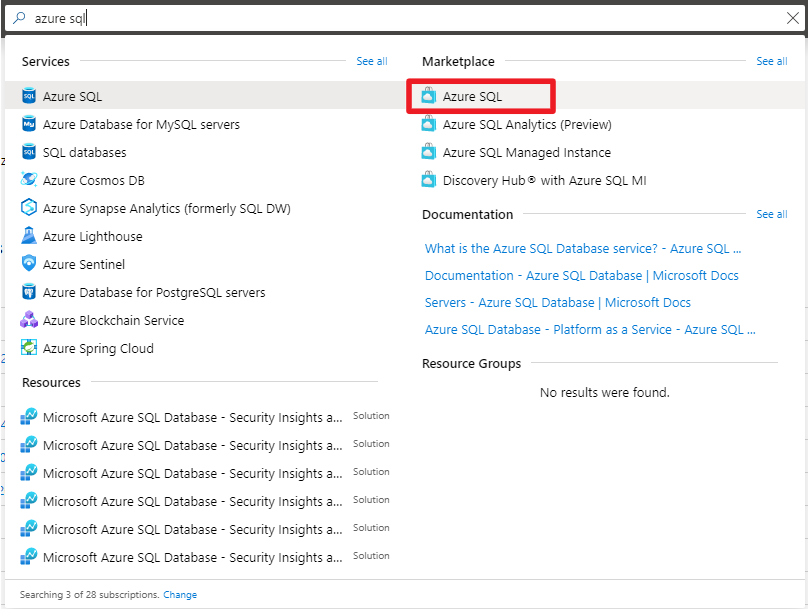 azure sql
Services
See all
Azure SQL
Azure Database for MySQL servers
SQL databases
Azure Cosmos DB
Azure Synapse Analytics (formerly SQL DW)
Azure Lighthouse
Azure Sentinel
Azure Database for PostgreSQL servers
Azure Blockchain Service
Azure Spring Cloud
Resources
Microsoft Azure SQL Database - Security Insights a... Solution
Microsoft Azure SQL Database - Security Insights a... Solution
Microsoft Azure SQL Database - Security Insights a... Solution
Microsoft Azure SQL Database - Security Insights a... Solution
Microsoft Azure SQL Database - Security Insights a... Solution
Microsoft Azure SQL Database - Security Insights a... Solution
Marketplace
See all
Azure SQL
Azure SQL Analytics (Preview)
Azure SQL Managed Instance
Discovery Hub® with Azure SQL MI
Documentation
See all
What is the Azure SQL Database service? - Azure SQL ...
Documentation - Azure SQL Database | Microsoft Docs
Servers - Azure SQL Database | Microsoft Docs
Azure SQL Database - Platform as a Service - Azure SQL ...
Resource Groups
No results were found.
Searching 3 of 28 subscriptions. Change